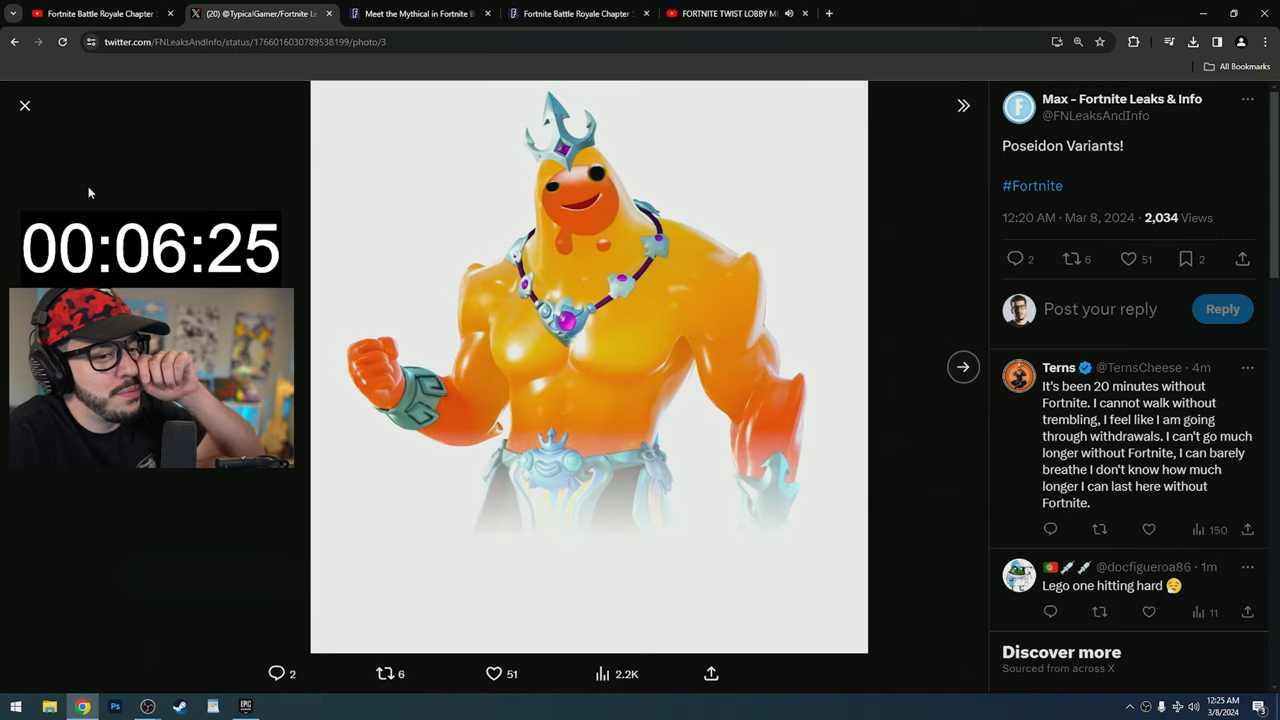 Fortnite Battle Royale Chapter
(20) @TypicalGamer/Fortnite Le
Meet the Mythical in Fortnite B
Fortnite Battle Royale Chapter
FORTNITE TWIST LOBBY MU
twitter.com/FNLeaksAndInfo/status/1766016030789538199/photo/3
All Bookmarks
00:06:25
Max - Fortnite Leaks & Info
@FNLeaksAndInfo
Poseidon Variants!
#Fortnite
12:20 AM · Mar 8, 2024 2,034 Views
2 6 51 2
Post your reply
Reply
Terns @TernsCheese · 4m
It's been 20 minutes without
Fortnite. I cannot walk without
trembling, I feel like I am going
through withdrawals. I can't go much
longer without Fortnite, I can barely
breathe I don't know how much
longer I can last here without
Fortnite.
150
@docfigueroa86 · 1m
Lego one hitting hard
11
Discover more
Sourced from across X
2 6 51 2.2K
Ps
EPIC
12:25 AM
3/8/2024
3